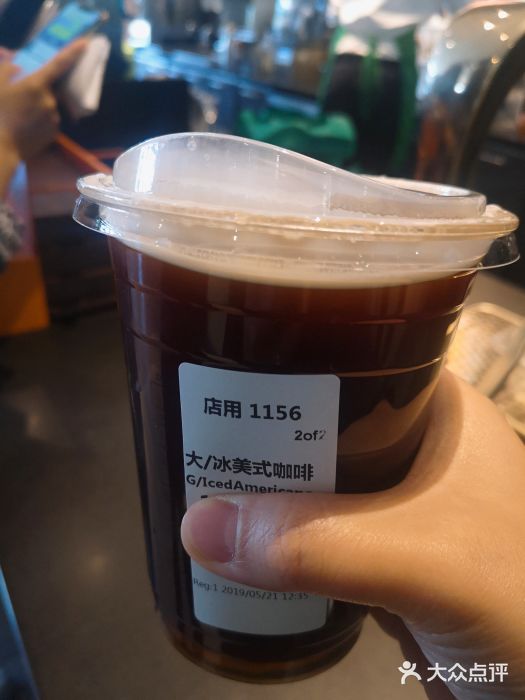 店用 1156
2of2
大/冰美式咖啡
G/IcedAmericano
Reg:1 2019/05/21 12:35
大众点评